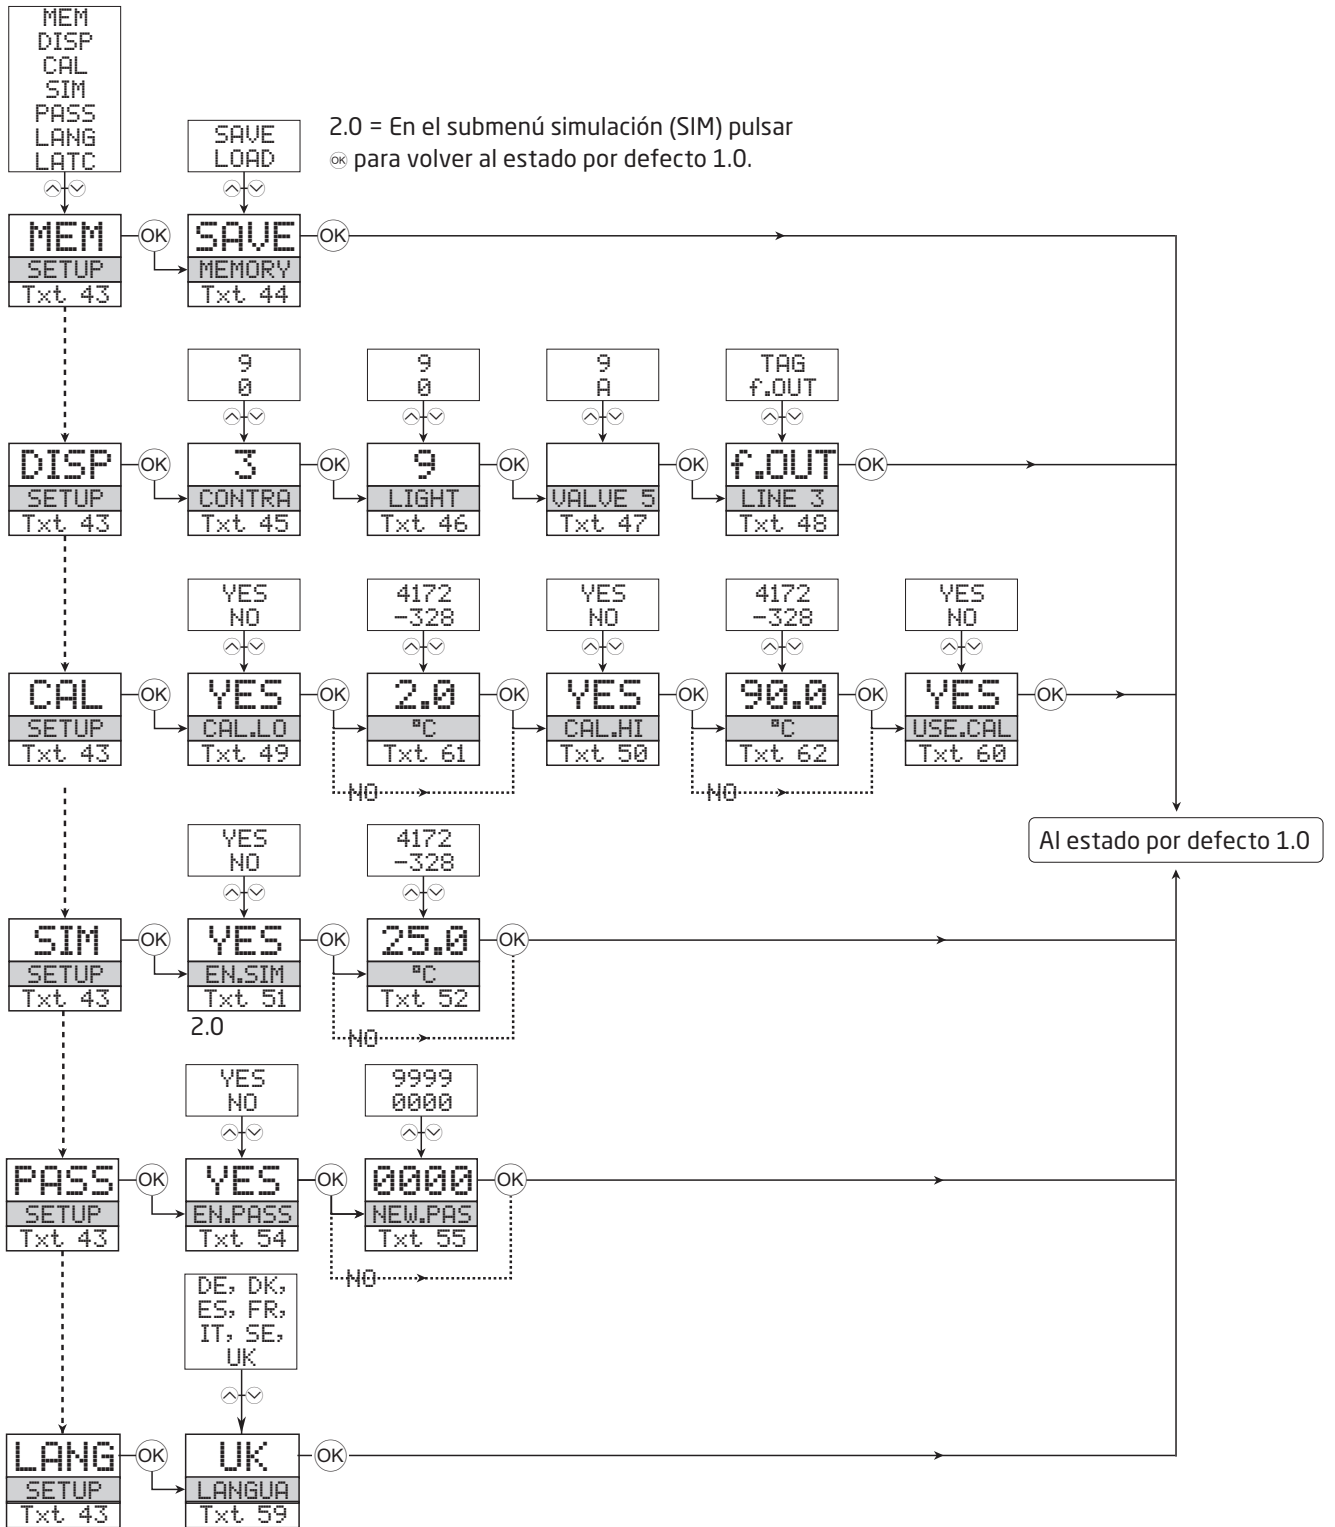 MEM
DISP
CAL
SIM
PASS
LANG
LATC
SAVE
LOAD
2.0 = En el submenú simulación (SIM) pulsar
OK para volver al estado por defecto 1.0.
MEM OK SAVE OK
SETUP MEMORY
Txt 43 Txt 44
9 9 9 TAG
0 0 A f.OUT
DISP OK 3 OK 9 OK OK f.OUT OK
SETUP CONTRA LIGHT VALVE 5 LINE 3
Txt 43 Txt 45 Txt 46 Txt 47 Txt 48
YES 4172 YES 4172 YES
NO -328 NO -328 NO
CAL OK YES OK 2.0 OK YES OK 90.0 OK YES OK
SETUP CAL.LO °C CAL.HI °C USE.CAL
Txt 43 Txt 49 Txt 61 Txt 50 Txt 62 Txt 60
NO NO
Al estado por defecto 1.0
YES 4172
NO -328
SIM OK YES OK 25.0 OK
SETUP EN.SIM °C
Txt 43 Txt 51 Txt 52
2.0
NO
YES 9999
NO 0000
PASS OK YES OK 0000 OK
SETUP EN.PASS NEW.PAS
Txt 43 Txt 54 Txt 55
NO
DE, DK,
ES, FR,
IT, SE,
UK
LANG OK UK OK
SETUP LANGUA
Txt 43 Txt 59